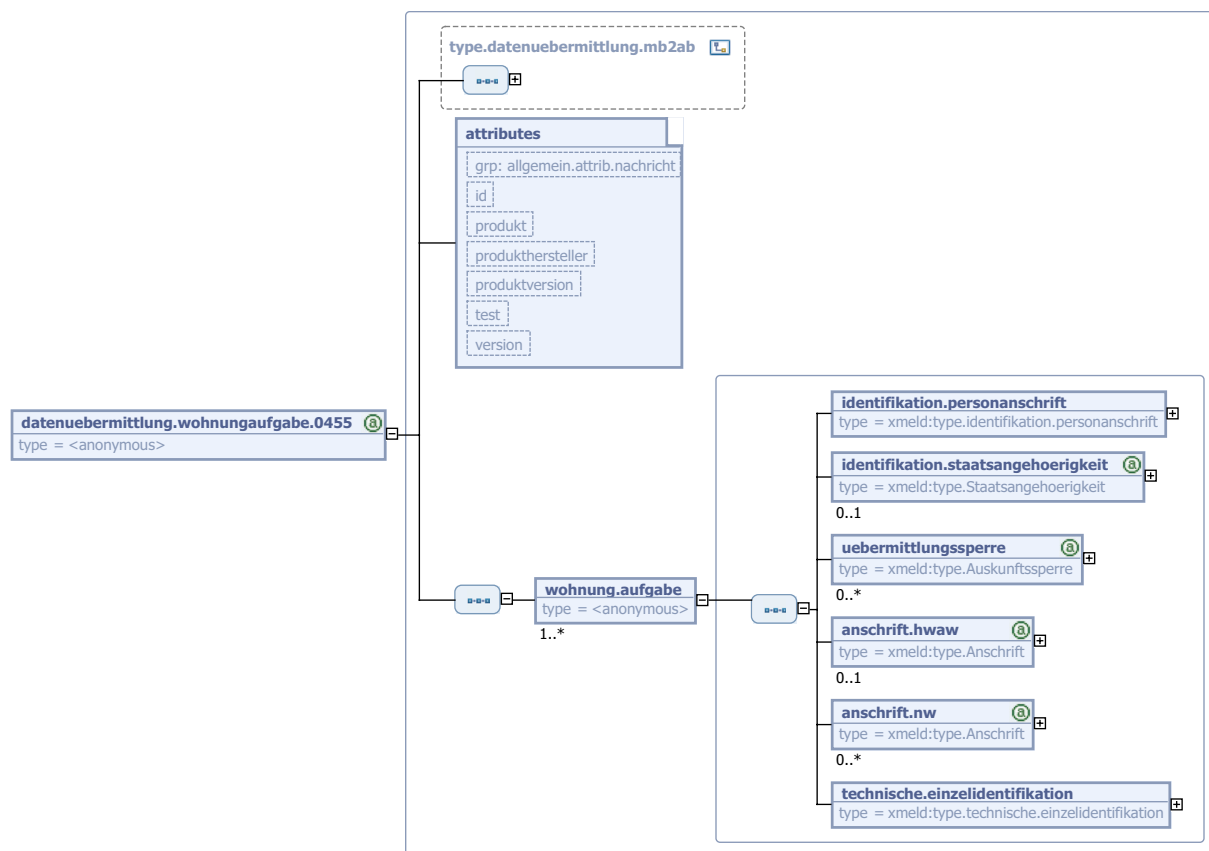 type.datenuebermittlung.mb2ab
attributes
grp: allgemein.attrib.nachricht
id
produkt
produkthersteller
produktversion
test
version
datenuebermittlung.wohnungaufgabe.0455 a
type = <anonymous>
wohnung.aufgabe
type = <anonymous>
1..*
identifikation.personanschrift
type = xmeld:type.identifikation.personanschrift
identifikation.staatsangehoerigkeit a
type = xmeld:type.Staatsangehoerigkeit
0..1
uebermittlungssperre a
type = xmeld:type.Auskunftssperre
0..*
anschrift.hwaw a
type = xmeld:type.Anschrift
0..1
anschrift.nw a
type = xmeld:type.Anschrift
0..*
technische.einzelidentifikation
type = xmeld:type.technische.einzelidentifikation